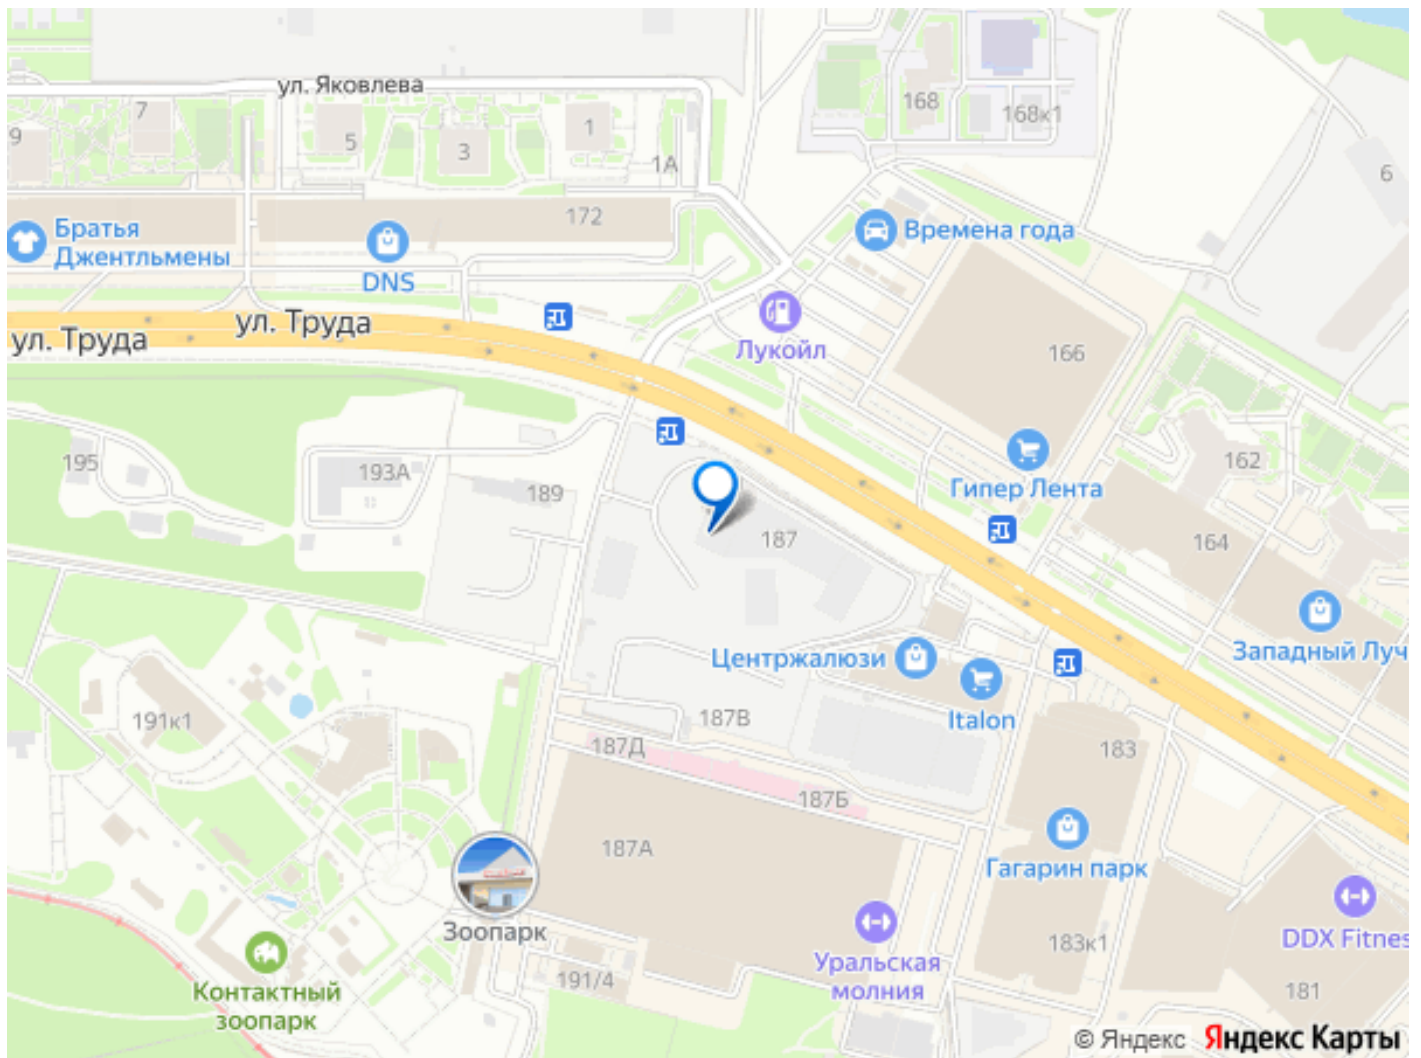 ул. Яковлева
168
168к1
7
9
5
3
1
1А
6
172
Братья
Джентльмены
DNS
Времена года
ул. Труда
ул. Труда
Лукойл
166
195
193А
189
162
Гипер Лента
187
164
Центржалюзи
Западный Луч
Italon
191к1
187В
187Д
183
187Б
187А
Гагарин парк
Зоопарк
183к1
DDX Fitnes
Уральская
молния
191/4
181
Контактный
зоопарк
© Яндекс Яндекс Карты